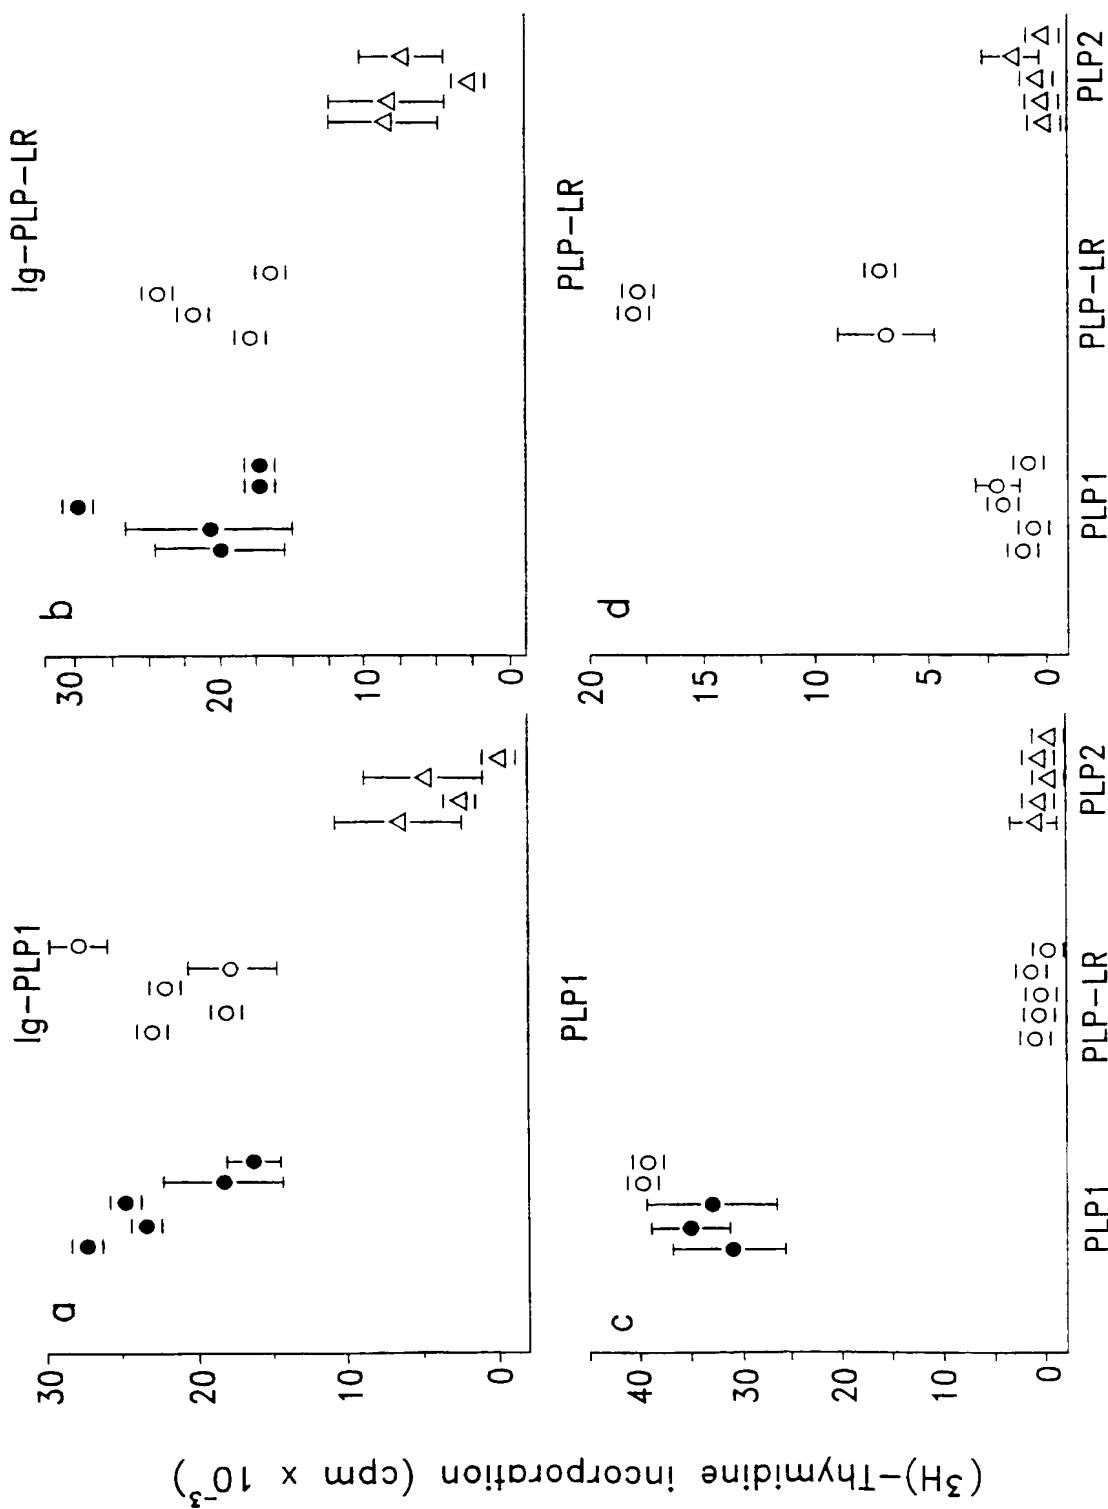 (³H)-Thymidine incorporation (cpm x 10⁻³)
a
Ig-PLP1
30
20
10
0
b
Ig-PLP-LR
30
20
10
0
c
PLP1
40
30
20
10
0
PLP1
PLP-LR
PLP2
d
PLP-LR
20
15
10
5
0
PLP1
PLP-LR
PLP2